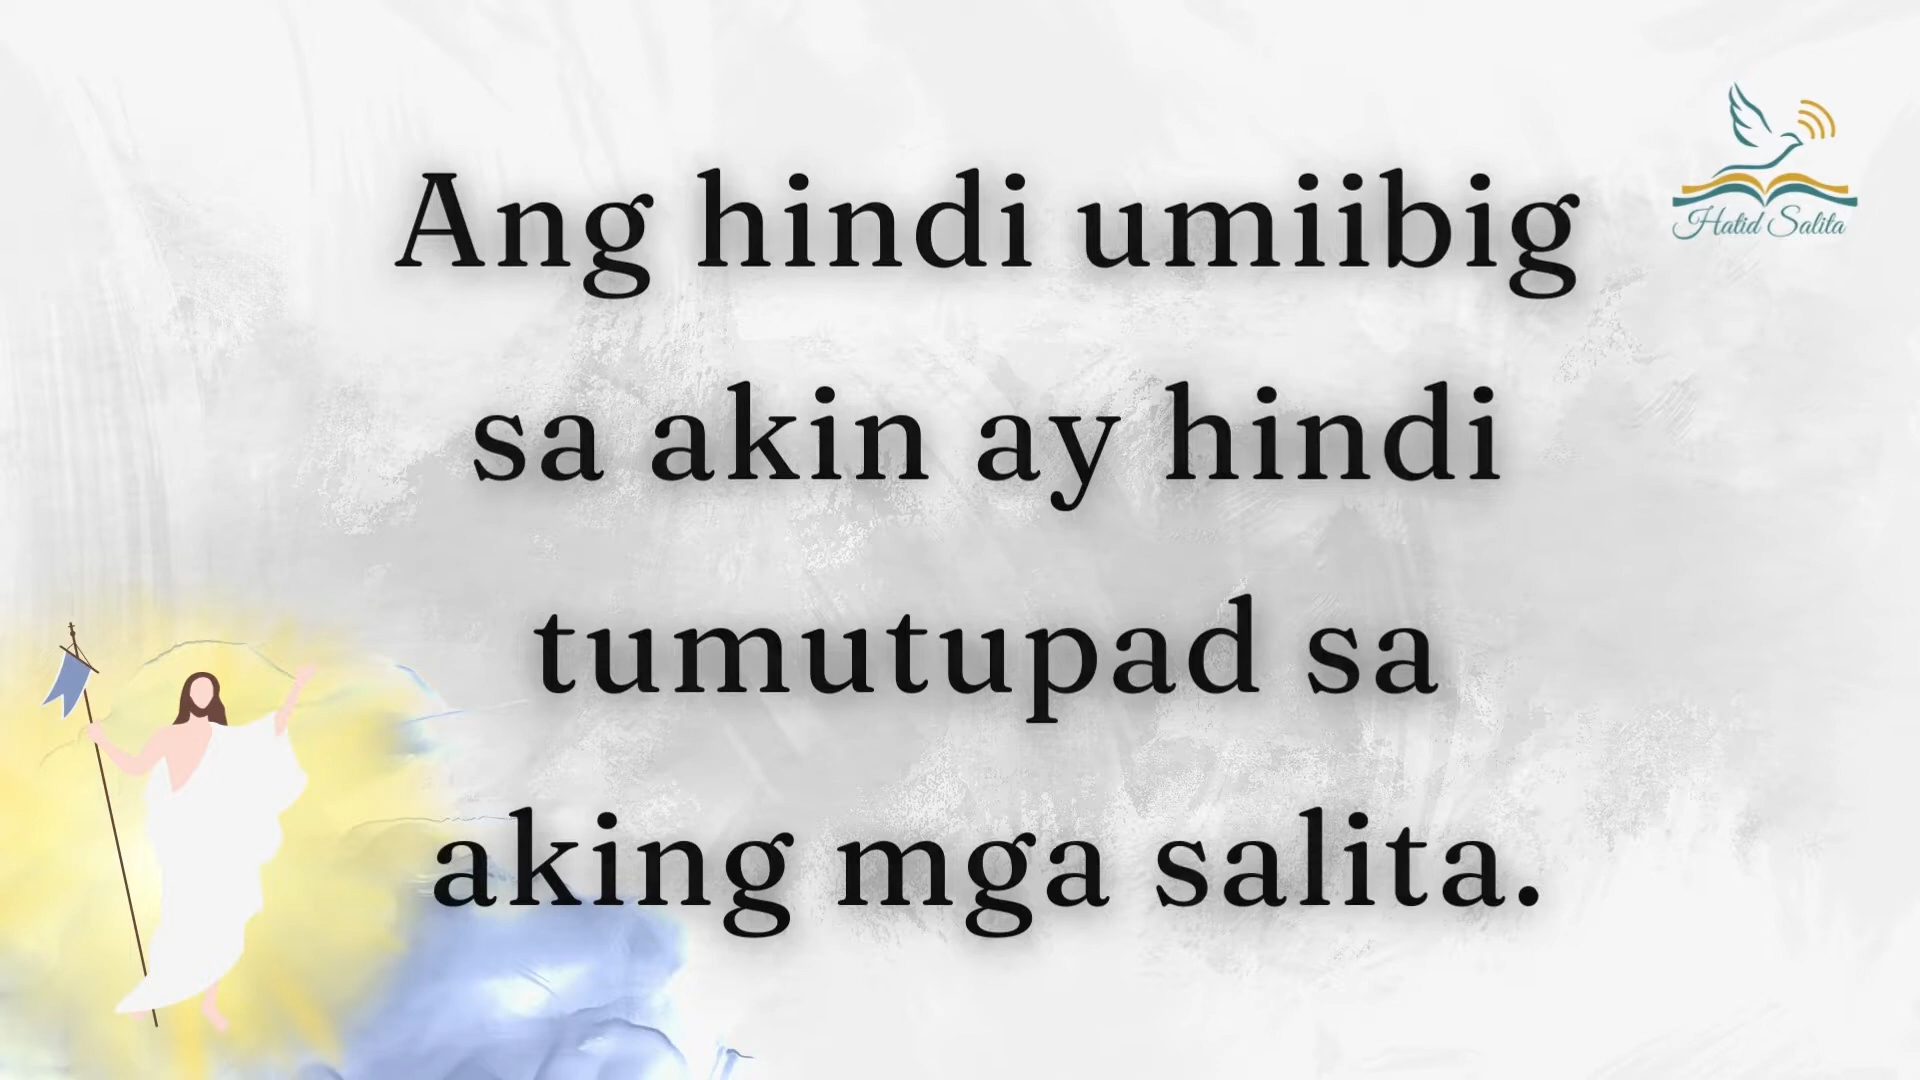 Ang hindi umiibig
sa akin ay hindi
tumutupad sa
aking mga salita.
Hatid Salita